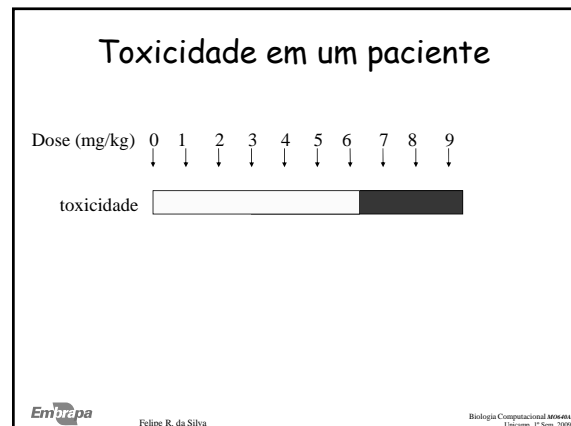 Toxicidade em um paciente
Dose (mg/kg) 0 1 2 3 4 5 6 7 8 9
toxicidade
Embrapa
Felipe R. da Silva
Biologia Computacional MO640A
Unicamp, 1º Sem. 2009